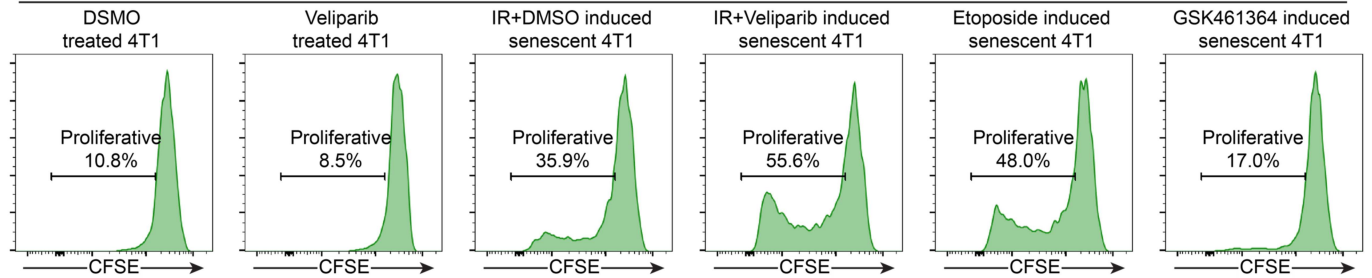 DSMO
treated 4T1
Veliparib
treated 4T1
IR+DMSO induced
senescent 4T1
IR+Veliparib induced
senescent 4T1
Etoposide induced
senescent 4T1
GSK461364 induced
senescent 4T1
Proliferative
10.8%
Proliferative
8.5%
Proliferative
35.9%
Proliferative
55.6%
Proliferative
48.0%
Proliferative
17.0%
CFSE
CFSE
CFSE
CFSE
CFSE
CFSE